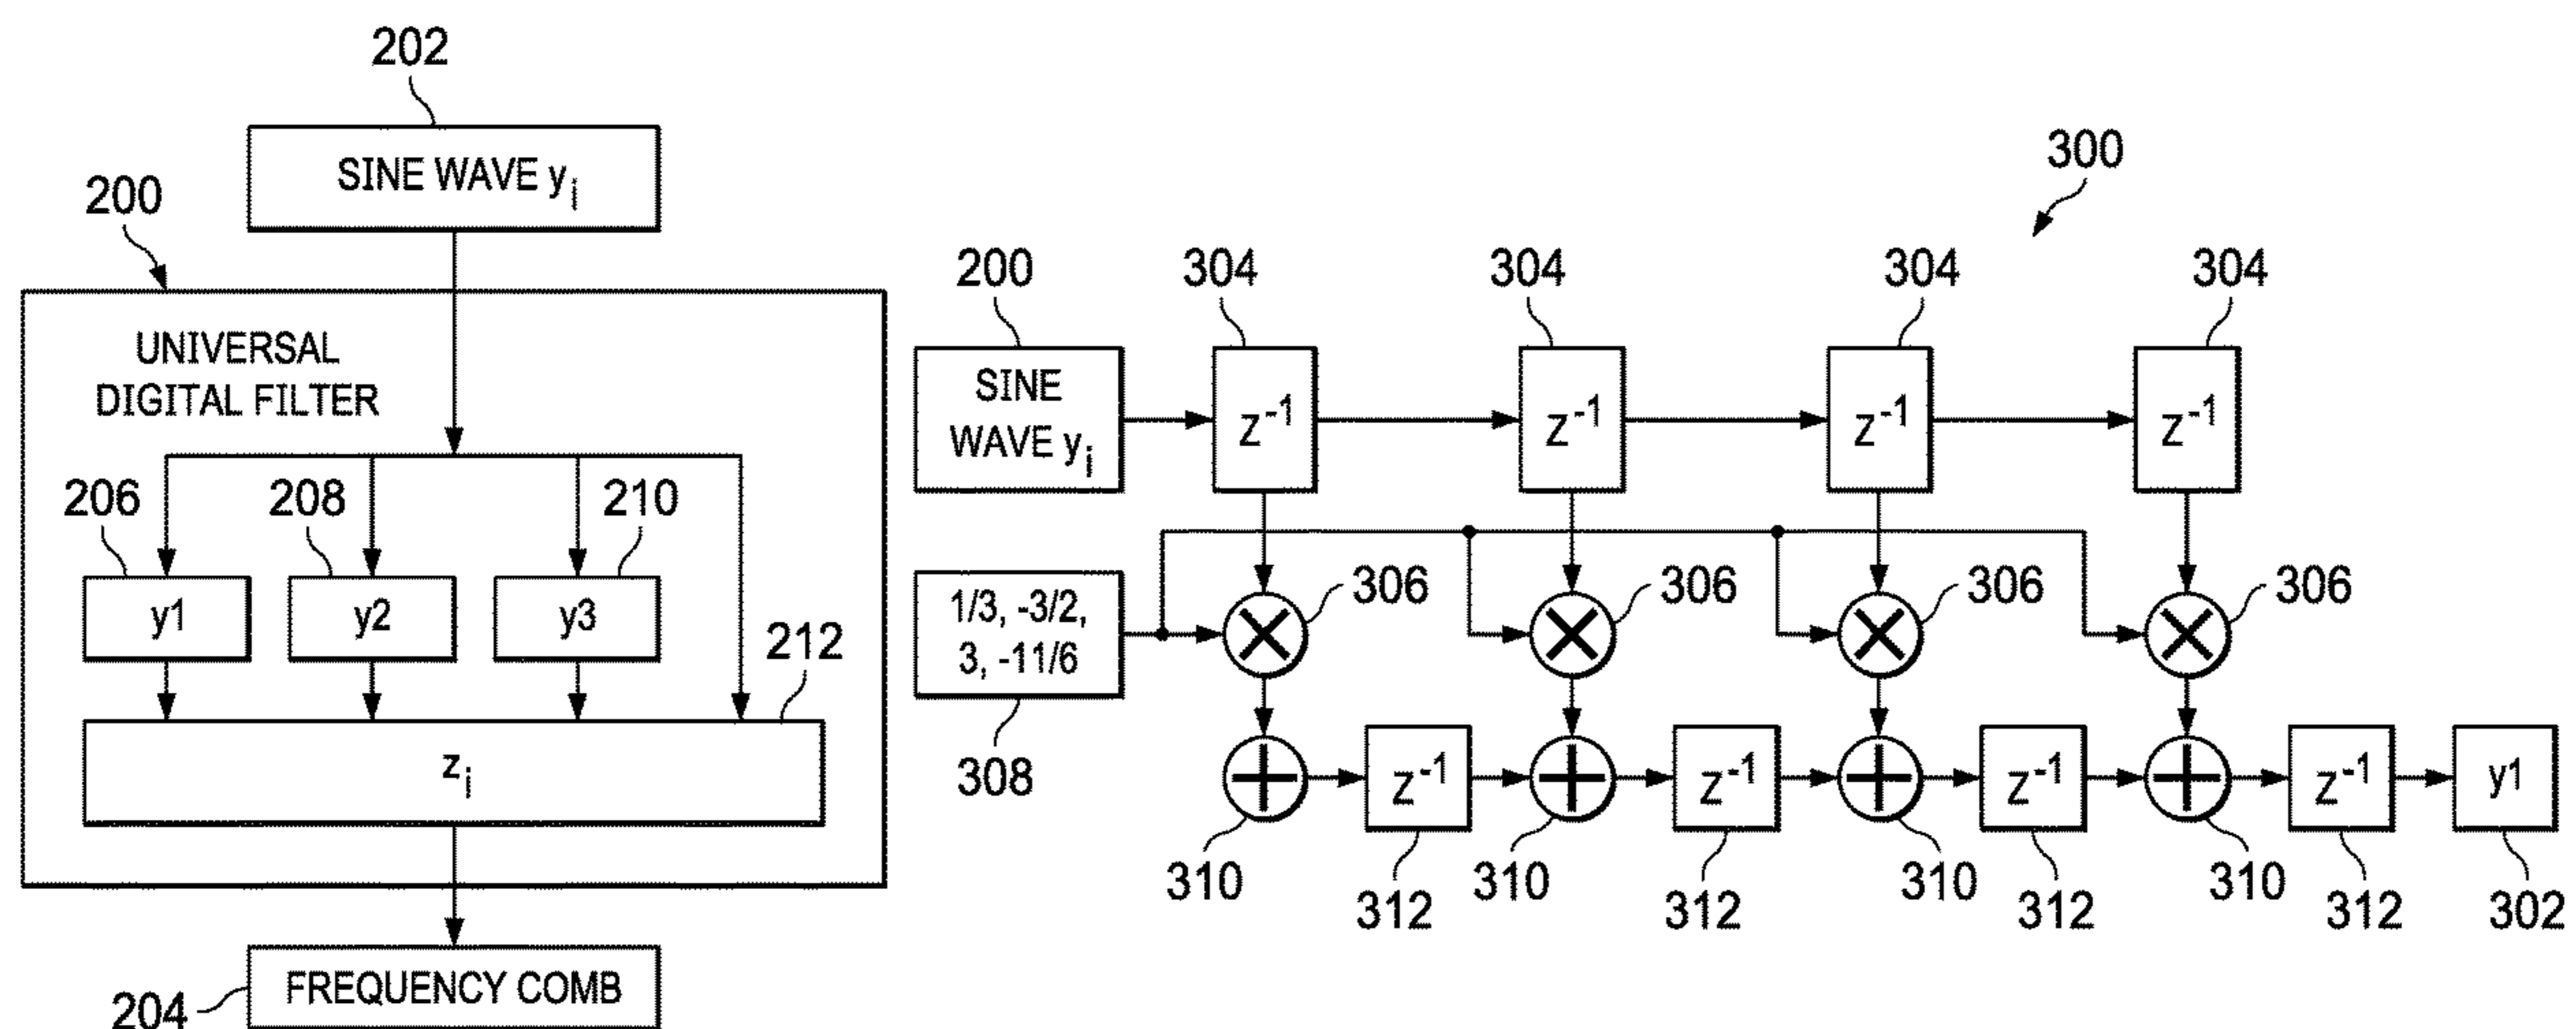 202
SINE WAVE yi
200
UNIVERSAL
DIGITAL FILTER
206
208
210
y1
y2
y3
212
zi
FREQUENCY COMB
204
300
200
304
304
304
304
SINE
WAVE yi
z-1
z-1
z-1
z-1
306
306
306
306
1/3, -3/2,
3, -11/6
308
z-1
z-1
z-1
z-1
y1
310
312
310
312
310
312
310
312
302